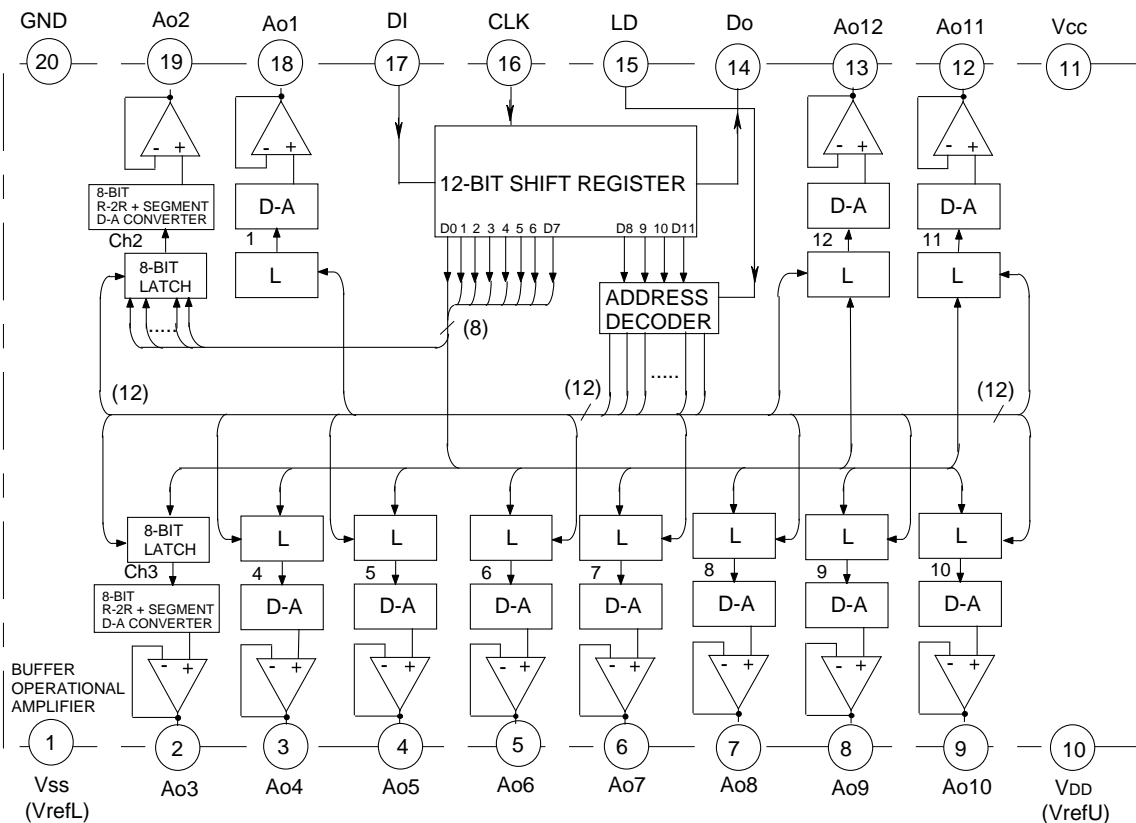 GND Ao2 Ao1 DI CLK LD Do Ao12 Ao11 Vcc
20 19 18 17 16 15 14 13 12 11
- + - + - + - +
12-BIT SHIFT REGISTER
8-BIT
R-2R + SEGMENT
D-A CONVERTER
D-A D-A D-A
D0 1 2 3 4 5 6 D7 D8 9 10 D11
Ch2 1 12 11
8-BIT
LATCH
L L L
ADDRESS
DECODER
.....
(8)
.....
(12) (12) (12)
8-BIT
LATCH
L L L L L L L
Ch3 4 5 6 7 8 9 10
8-BIT
R-2R + SEGMENT
D-A CONVERTER
D-A D-A D-A D-A D-A D-A D-A
- + - + - + - + - + - + - + - +
BUFFER
OPERATIONAL
AMPLIFIER
1 2 3 4 5 6 7 8 9 10
Vss Ao3 Ao4 Ao5 Ao6 Ao7 Ao8 Ao9 Ao10 VDD
(VrefL) (VrefU)